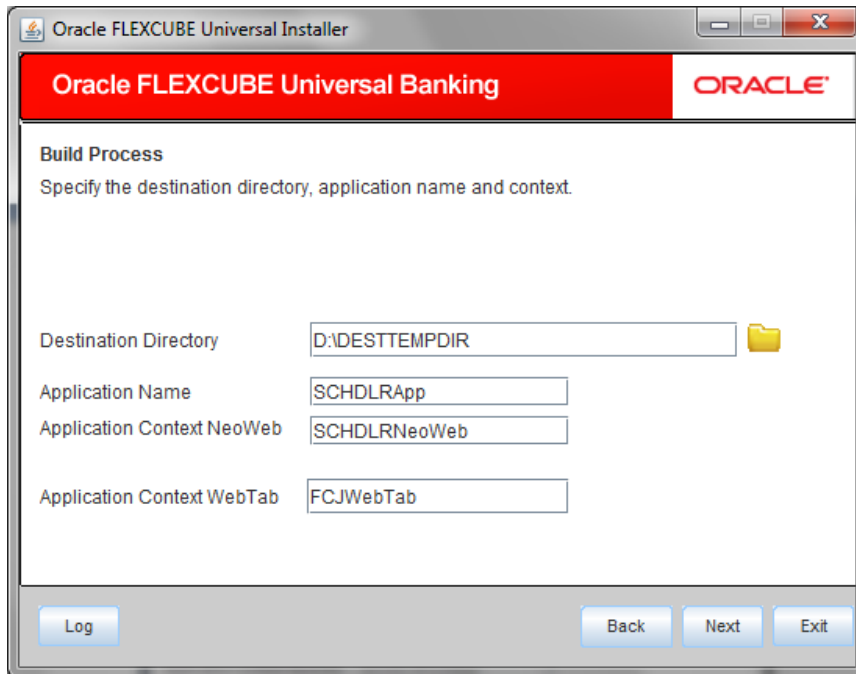 Oracle FLEXCUBE Universal Installer
Oracle FLEXCUBE Universal Banking
ORACLE
Build Process
Specify the destination directory, application name and context.
Destination Directory D:\DESTTEMPDIR
Application Name SCHDLRApp
Application Context NeoWeb SCHDLRNeoWeb
Application Context WebTab FCJWebTab
Log Back Next Exit